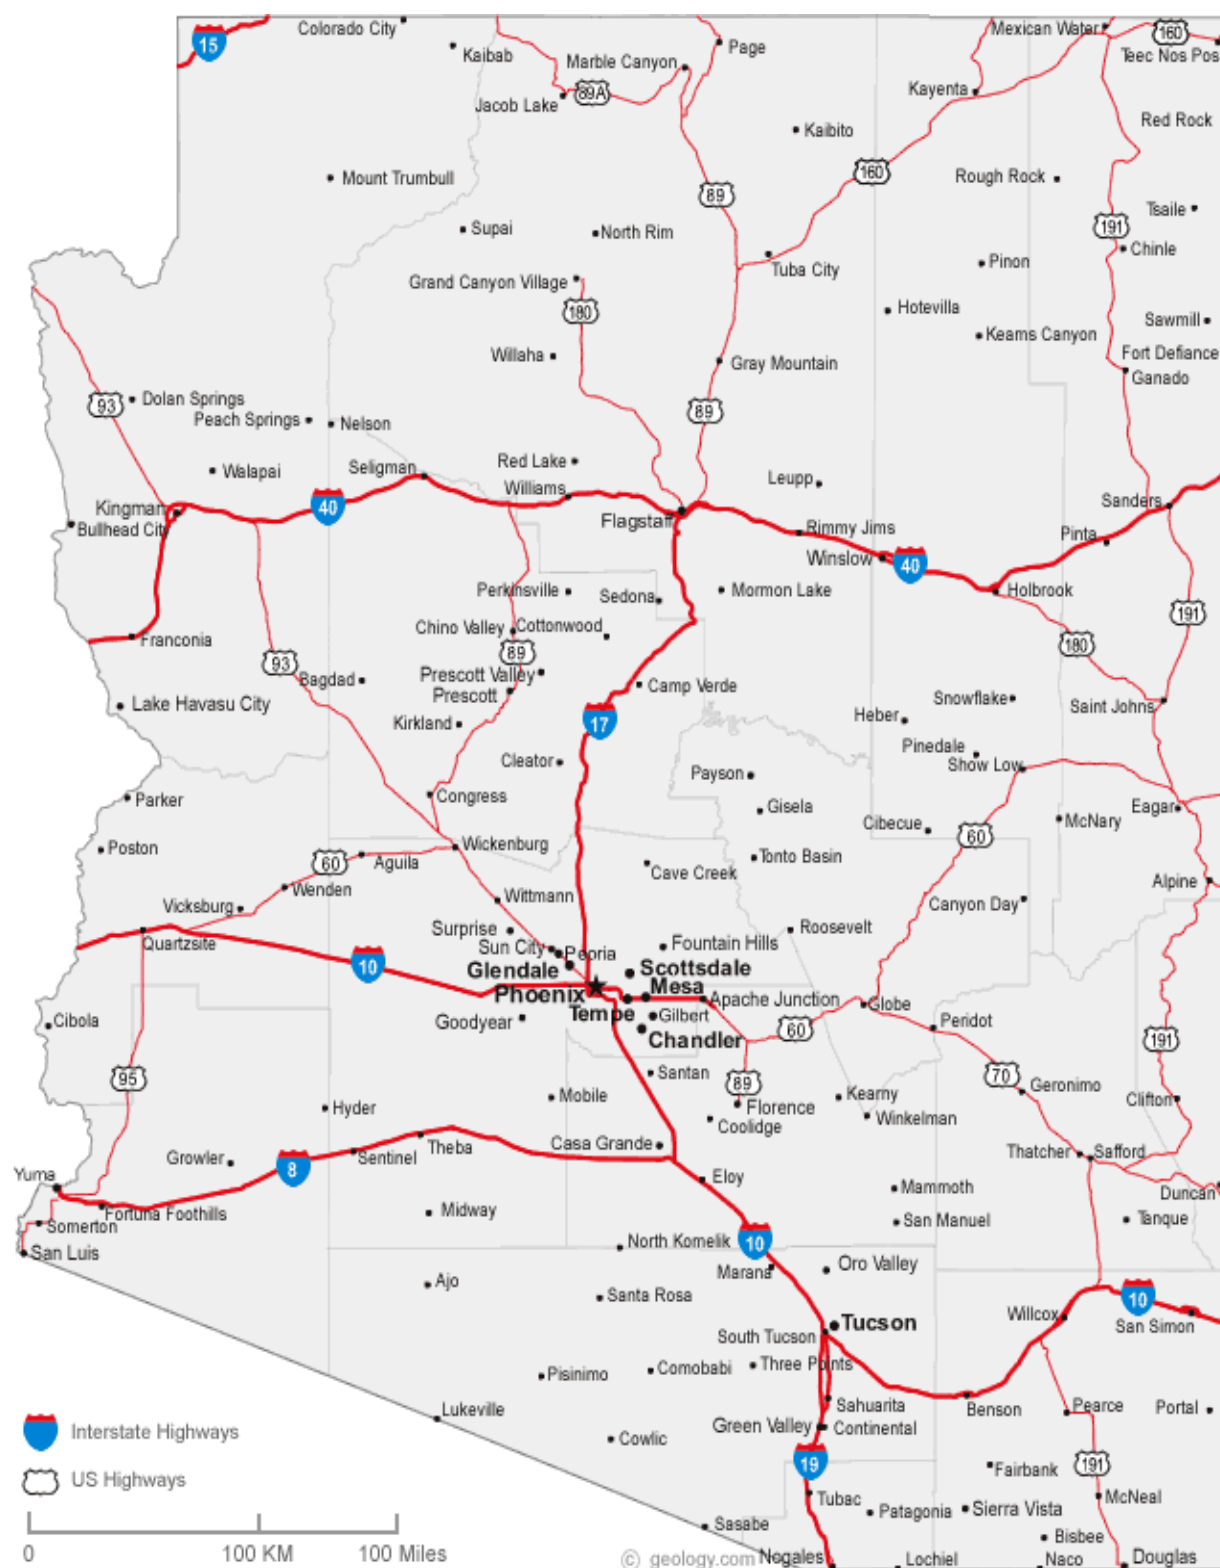 15
Colorado City
Kaibab
Marble Canyon
Page
Mexican Water
160
Teec Nos Pos
Jacob Lake
89A
Kayenta
Red Rock
Kaibito
Mount Trumbull
89
160
Rough Rock
Tsaile
Supai
North Rim
191
Chinle
Tuba City
Pinon
Grand Canyon Village
180
Hotevilla
Sawmill
Kearns Canyon
Willaha
Gray Mountain
Fort Defiance
Ganado
93
Dolan Springs
Peach Springs
Nelson
89
Walapai
Seligman
Red Lake
Leupp
Williams
Sanders
Kingman
40
Flagstaff
Bullhead City
Rimmy Jims
Pinta
Winslow
40
Perkinsville
Sedona
Mormon Lake
Holbrook
191
Franconia
Chino Valley
Cottonwood
180
93
89
Bagdad
Prescott Valley
Prescott
Camp Verde
Lake Havasu City
Snowflake
Saint Johns
Kirkland
17
Heber
Pinedale
Cleator
Payson
Show Low
Parker
Congress
Gisela
Eagar
Cibecue
McNary
60
Poston
60
Aguila
Wickenburg
Tonto Basin
Cave Creek
Wenden
Wittmann
Alpine
Vicksburg
Canyon Day
Surprise
Roosevelt
Quartzsite
Sun City
Peoria
Fountain Hills
10
Glendale
Scottsdale
Phoenix
Mesa
Apache Junction
Globe
Cibola
Goodyear
Tempe
Gilbert
Peridot
Chandler
60
191
95
Santan
89
70
Geronimo
Hyder
Mobile
Florence
Kearny
Clifton
Coolidge
Winkelman
Theba
Casa Grande
Growler
8
Sentinel
Thatcher
Safford
Yuma
Eloy
Mammoth
Duncan
Somerton
Fortuna Foothills
Midway
San Manuel
Tanque
San Luis
North Komelik
10
Marana
Oro Valley
Ajo
Santa Rosa
10
Willcox
San Simon
Tucson
South Tucson
Pisinimo
Comobabi
Three Points
Lukeville
Sahuarita
Benson
Pearce
Portal
Green Valley
Continental
Interstate Highways
Cowlic
19
Fairbank
191
US Highways
Tubac
Patagonia
Sierra Vista
McNeal
Sasabe
Bisbee
0
100 KM
100 Miles
© geology.com
Nogales
Lochiel
Naco
Douglas